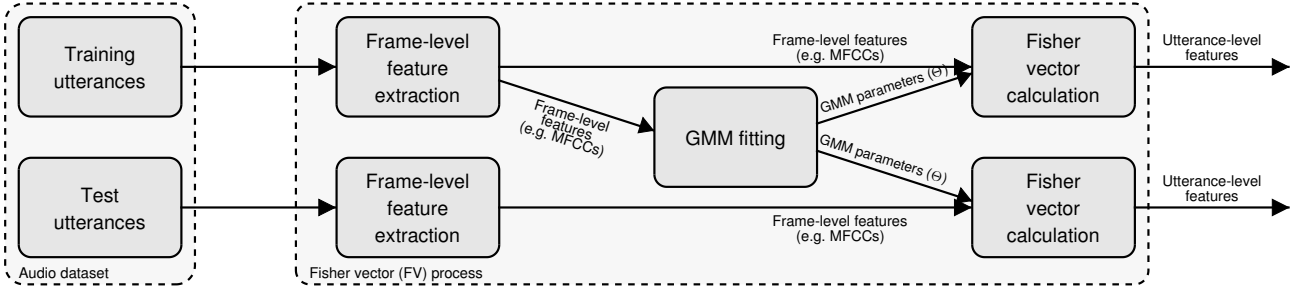 Training
utterances
Frame-level
feature
extraction
Frame-level features
(e.g. MFCCs)
Fisher
vector
calculation
Utterance-level
features
Frame-level
features
(e.g. MFCCs)
GMM fitting
GMM parameters (Θ)
GMM parameters (Θ)
Test
utterances
Frame-level
feature
extraction
Frame-level features
(e.g. MFCCs)
Fisher
vector
calculation
Utterance-level
features
Audio dataset
Fisher vector (FV) process